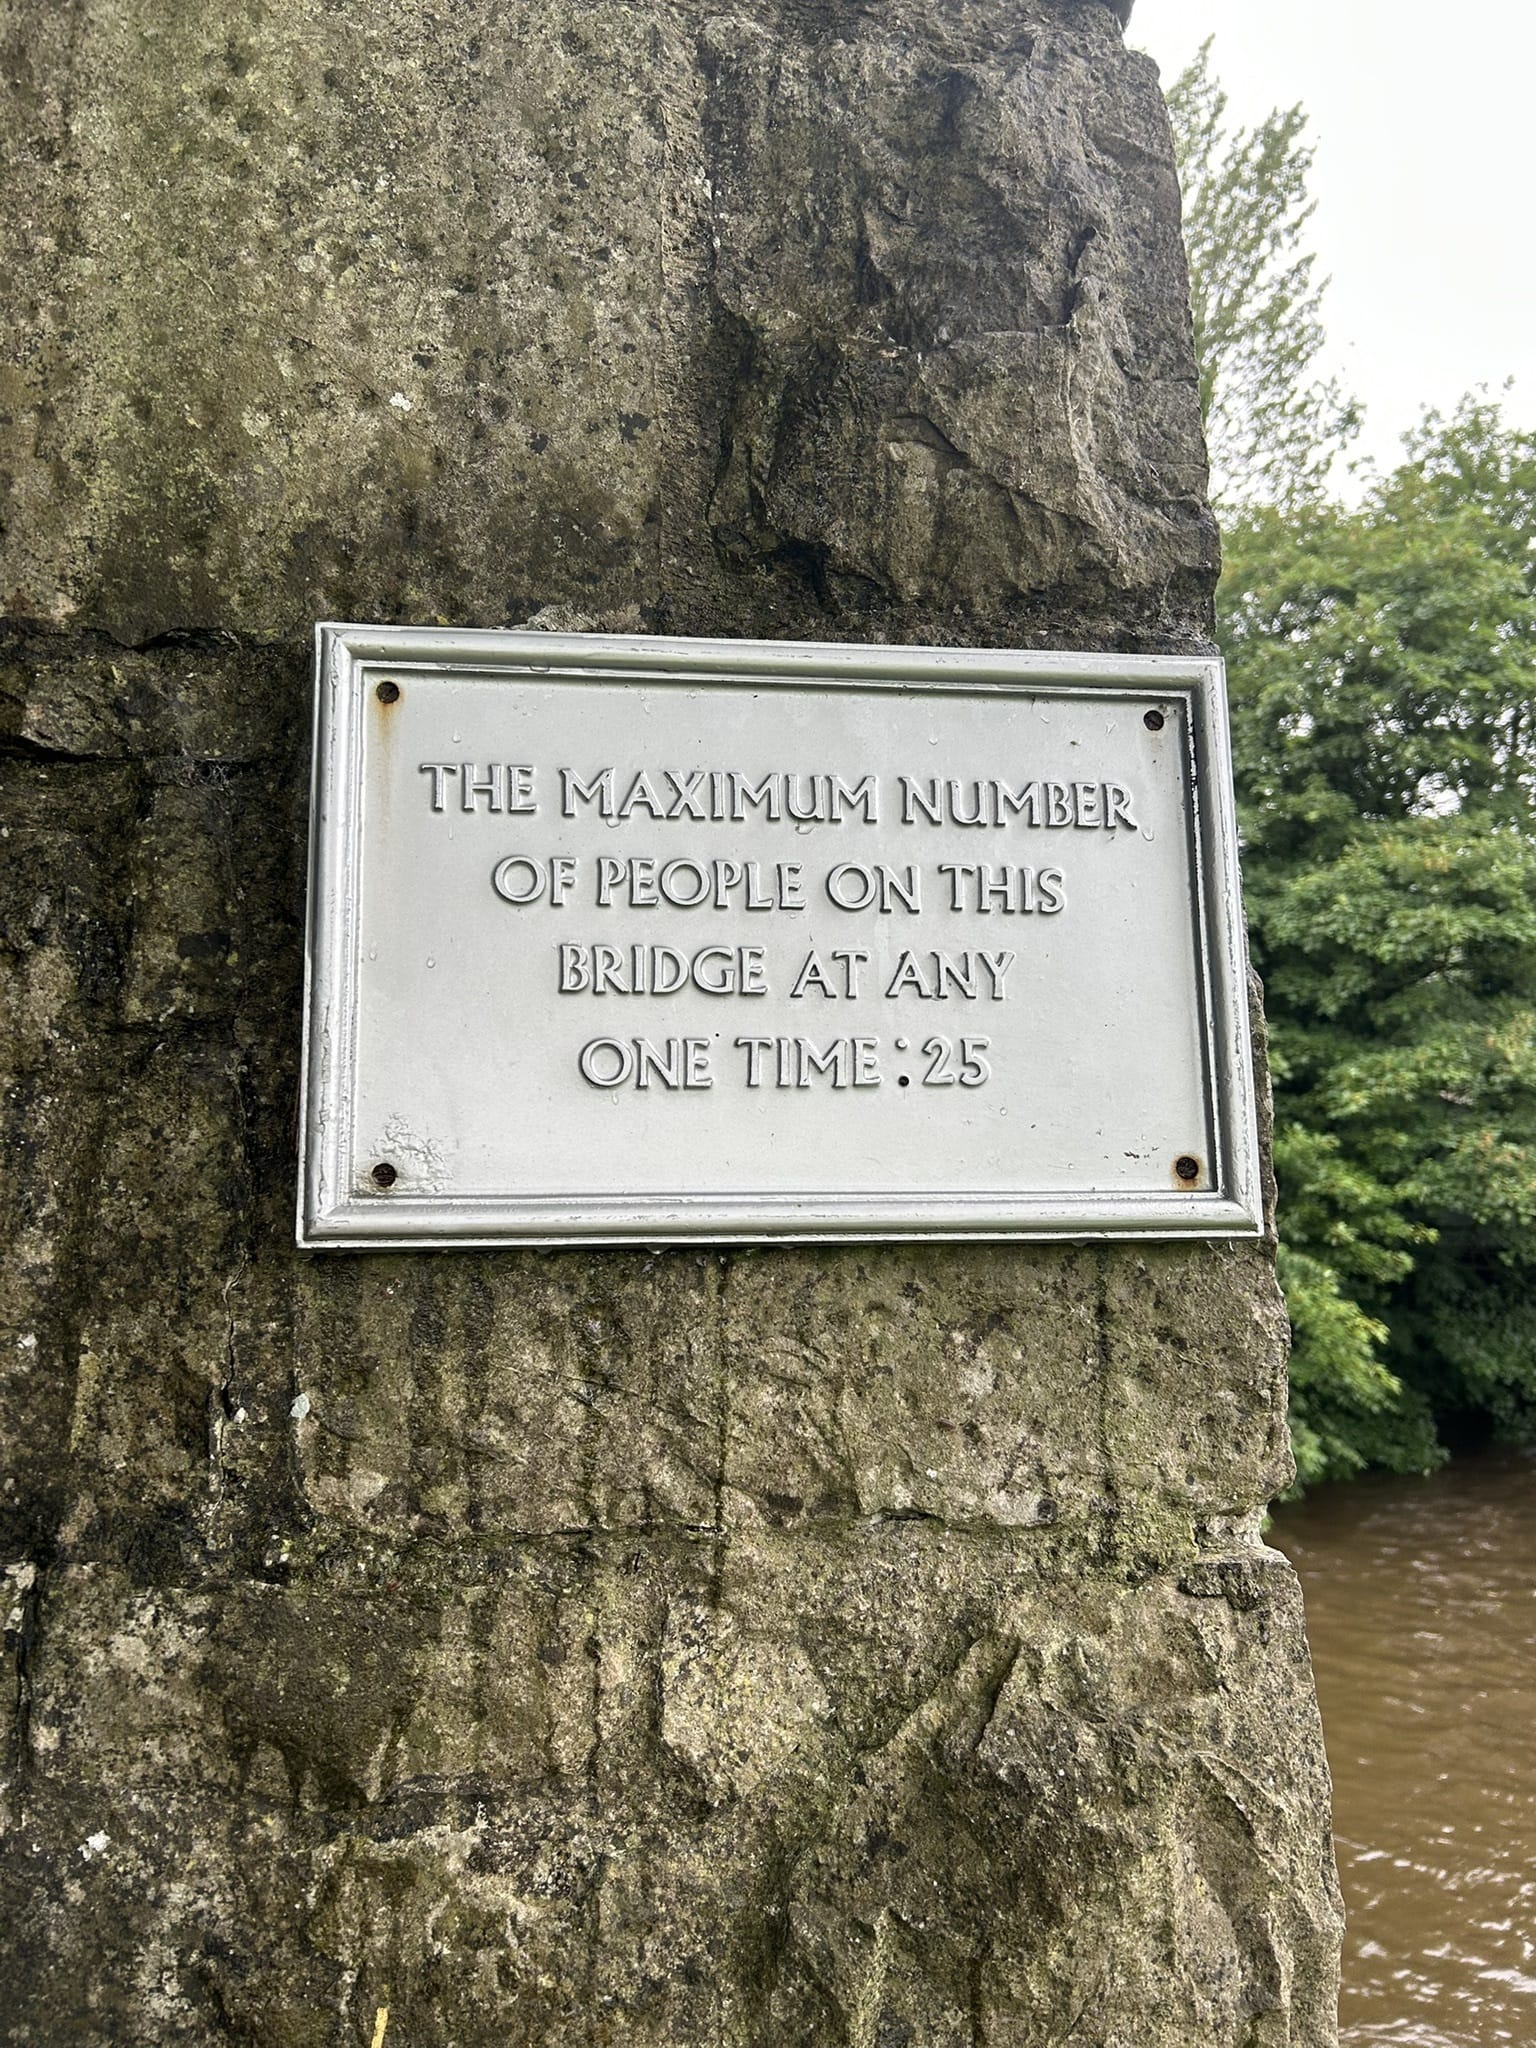 THE MAXIMUM NUMBER
OF PEOPLE ON THIS
BRIDGE AT ANY
ONE TIME : 25